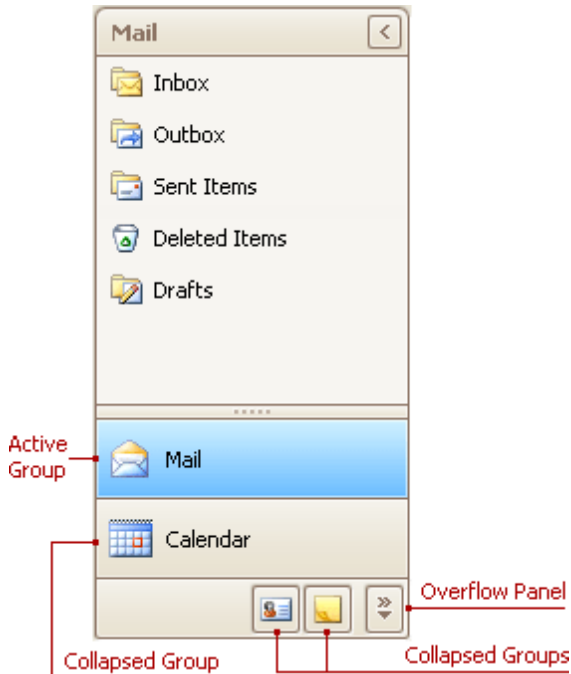 Mail
Inbox
Outbox
Sent Items
Deleted Items
Drafts
Active
Group
Mail
Calendar
Overflow Panel
Collapsed Group
Collapsed Groups